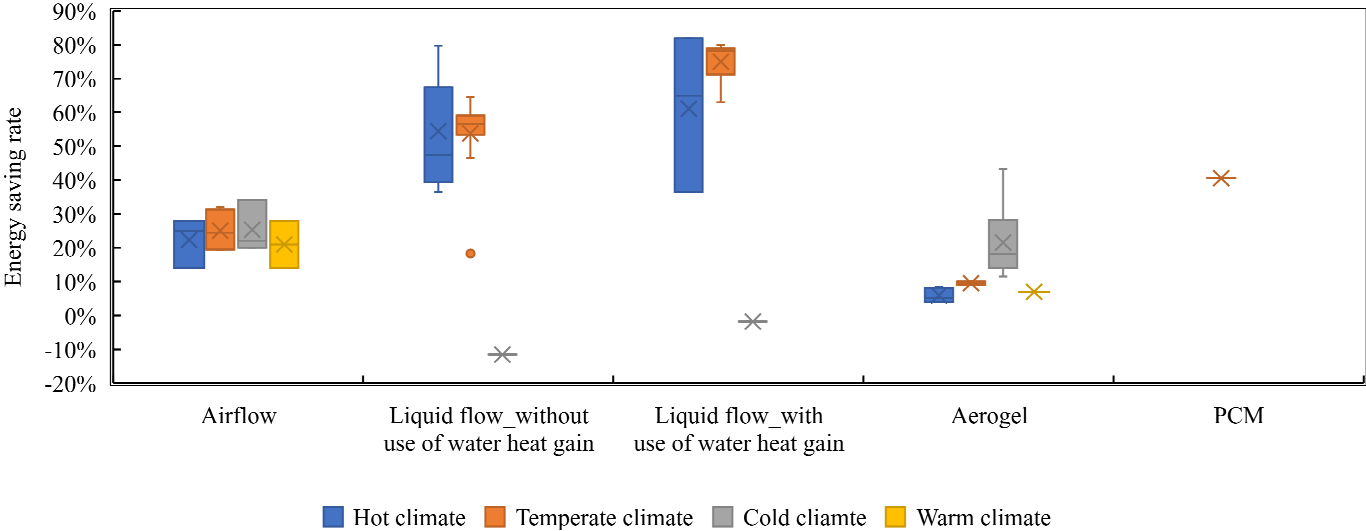 Energy saving rate
90%
80%
70%
60%
50%
40%
30%
20%
10%
0%
-10%
-20%
Airflow
Liquid flow_without
use of water heat gain
Liquid flow_with
use of water heat gain
Aerogel
PCM
Hot climate
Temperate climate
Cold cliamte
Warm climate